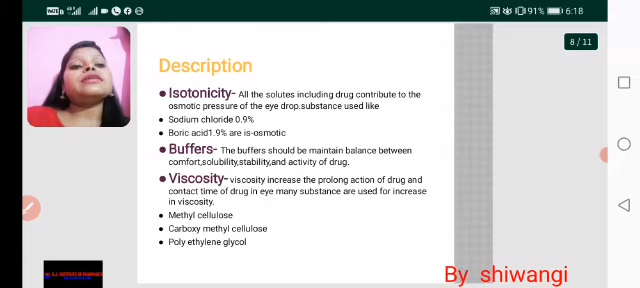 91% 6:18
8 / 11
Description
Isotonicity- All the solutes including drug contribute to the
osmotic pressure of the eye drop.substance used like
Sodium chloride 0.9%
Boric acid1.9% are is-osmotic
Buffers- The buffers should be maintain balance between
comfort,solubility,stability,and activity of drug.
Viscosity- viscosity increase the prolong action of drug and
contact time of drug in eye many substance are used for increase
in viscosity.
Methyl cellulose
Carboxy methyl cellulose
Poly ethylene glycol
By shiwangi